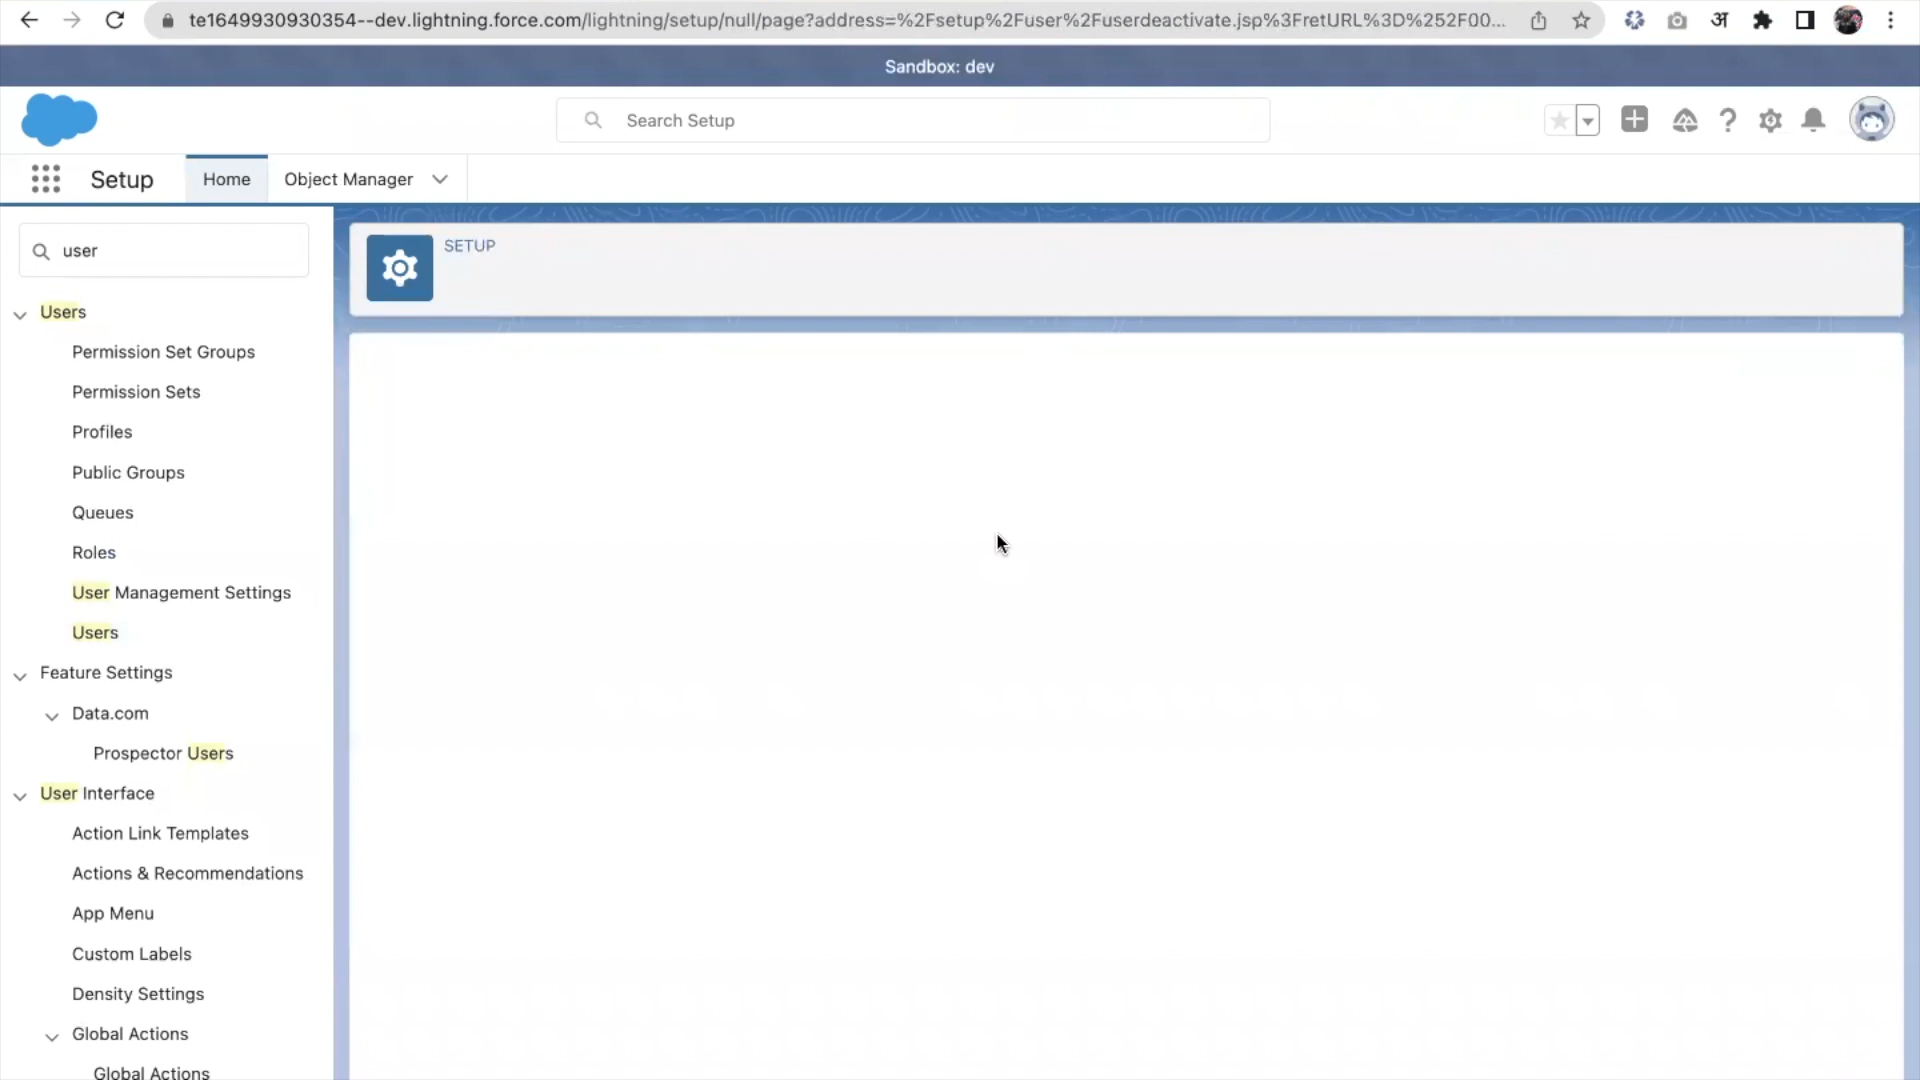 te1649930930354--dev.lightning.force.com/lightning/setup/null/page?address=%2Fsetup%2Fuser%2Fuserdeactivate.jsp%3FretURL%3D%252F00...
अ
Sandbox: dev
Search Setup
Setup
Home
Object Manager
user
SETUP
Users
Permission Set Groups
Permission Sets
Profiles
Public Groups
Queues
Roles
User Management Settings
Users
Feature Settings
Data.com
Prospector Users
User Interface
Action Link Templates
Actions & Recommendations
App Menu
Custom Labels
Density Settings
Global Actions
Global Actions